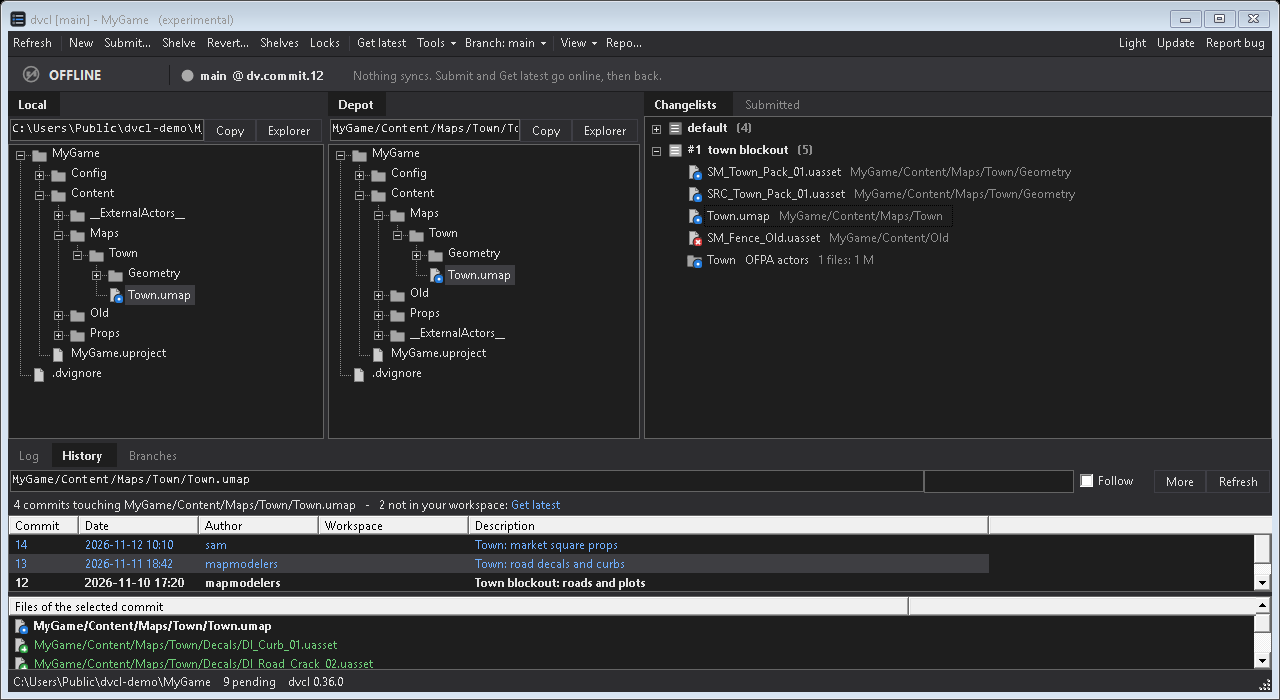 dvcl [main] - MyGame (experimental)
Refresh New Submit... Shelve Revert... Shelves Locks Get latest Tools Branch: main View Repo... Light Update Report bug
OFFLINE main @ dv.commit.12 Nothing syncs. Submit and Get latest go online, then back.
Local
C:\Users\Public\dvcl-demo\M Copy Explorer
MyGame
Config
Content
__ExternalActors__
Maps
Town
Geometry
Town.umap
Old
Props
MyGame.uproject
.dvignore
Depot
MyGame/Content/Maps/Town/To Copy Explorer
MyGame
Config
Content
Maps
Town
Geometry
Town.umap
Old
Props
__ExternalActors__
MyGame.uproject
.dvignore
Changelists Submitted
default (4)
#1 town blockout (5)
SM_Town_Pack_01.uasset MyGame/Content/Maps/Town/Geometry
SRC_Town_Pack_01.uasset MyGame/Content/Maps/Town/Geometry
Town.umap MyGame/Content/Maps/Town
SM_Fence_Old.uasset MyGame/Content/Old
Town OFPA actors 1 files: 1 M
Log History Branches
MyGame/Content/Maps/Town/Town.umap Follow More Refresh
4 commits touching MyGame/Content/Maps/Town/Town.umap - 2 not in your workspace: Get latest
Commit Date Author Workspace Description
14 2026-11-12 10:10 sam Town: market square props
13 2026-11-11 18:42 mapmodelers Town: road decals and curbs
12 2026-11-10 17:20 mapmodelers Town blockout: roads and plots
Files of the selected commit
MyGame/Content/Maps/Town/Town.umap
MyGame/Content/Maps/Town/Decals/DI_Curb_01.uasset
MyGame/Content/Maps/Town/Decals/DI_Road_Crack_02.uasset
C:\Users\Public\dvcl-demo\MyGame 9 pending dvcl 0.36.0